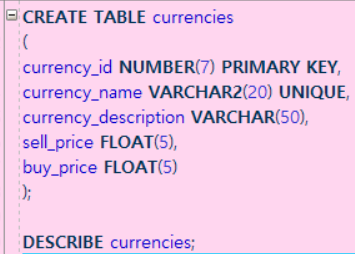 CREATE TABLE currencies
(
currency_id NUMBER(7) PRIMARY KEY,
currency_name VARCHAR2(20) UNIQUE,
currency_description VARCHAR(50),
sell_price FLOAT(5),
buy_price FLOAT(5)
);
DESCRIBE currencies;